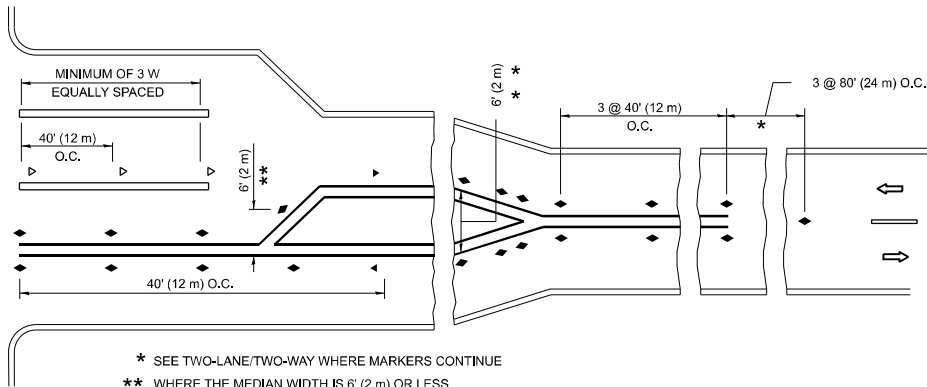 MINIMUM OF 3 W
EQUALLY SPACED
40' (12 m)
O.C.
6' (2 m)
**
40' (12 m) O.C.
6' (2 m)
*
*
3 @ 40' (12 m)
O.C.
3 @ 80' (24 m) O.C.
*
* SEE TWO-LANE/TWO-WAY WHERE MARKERS CONTINUE
** WHERE THE MEDIAN WIDTH IS 6' (2 m) OR LESS